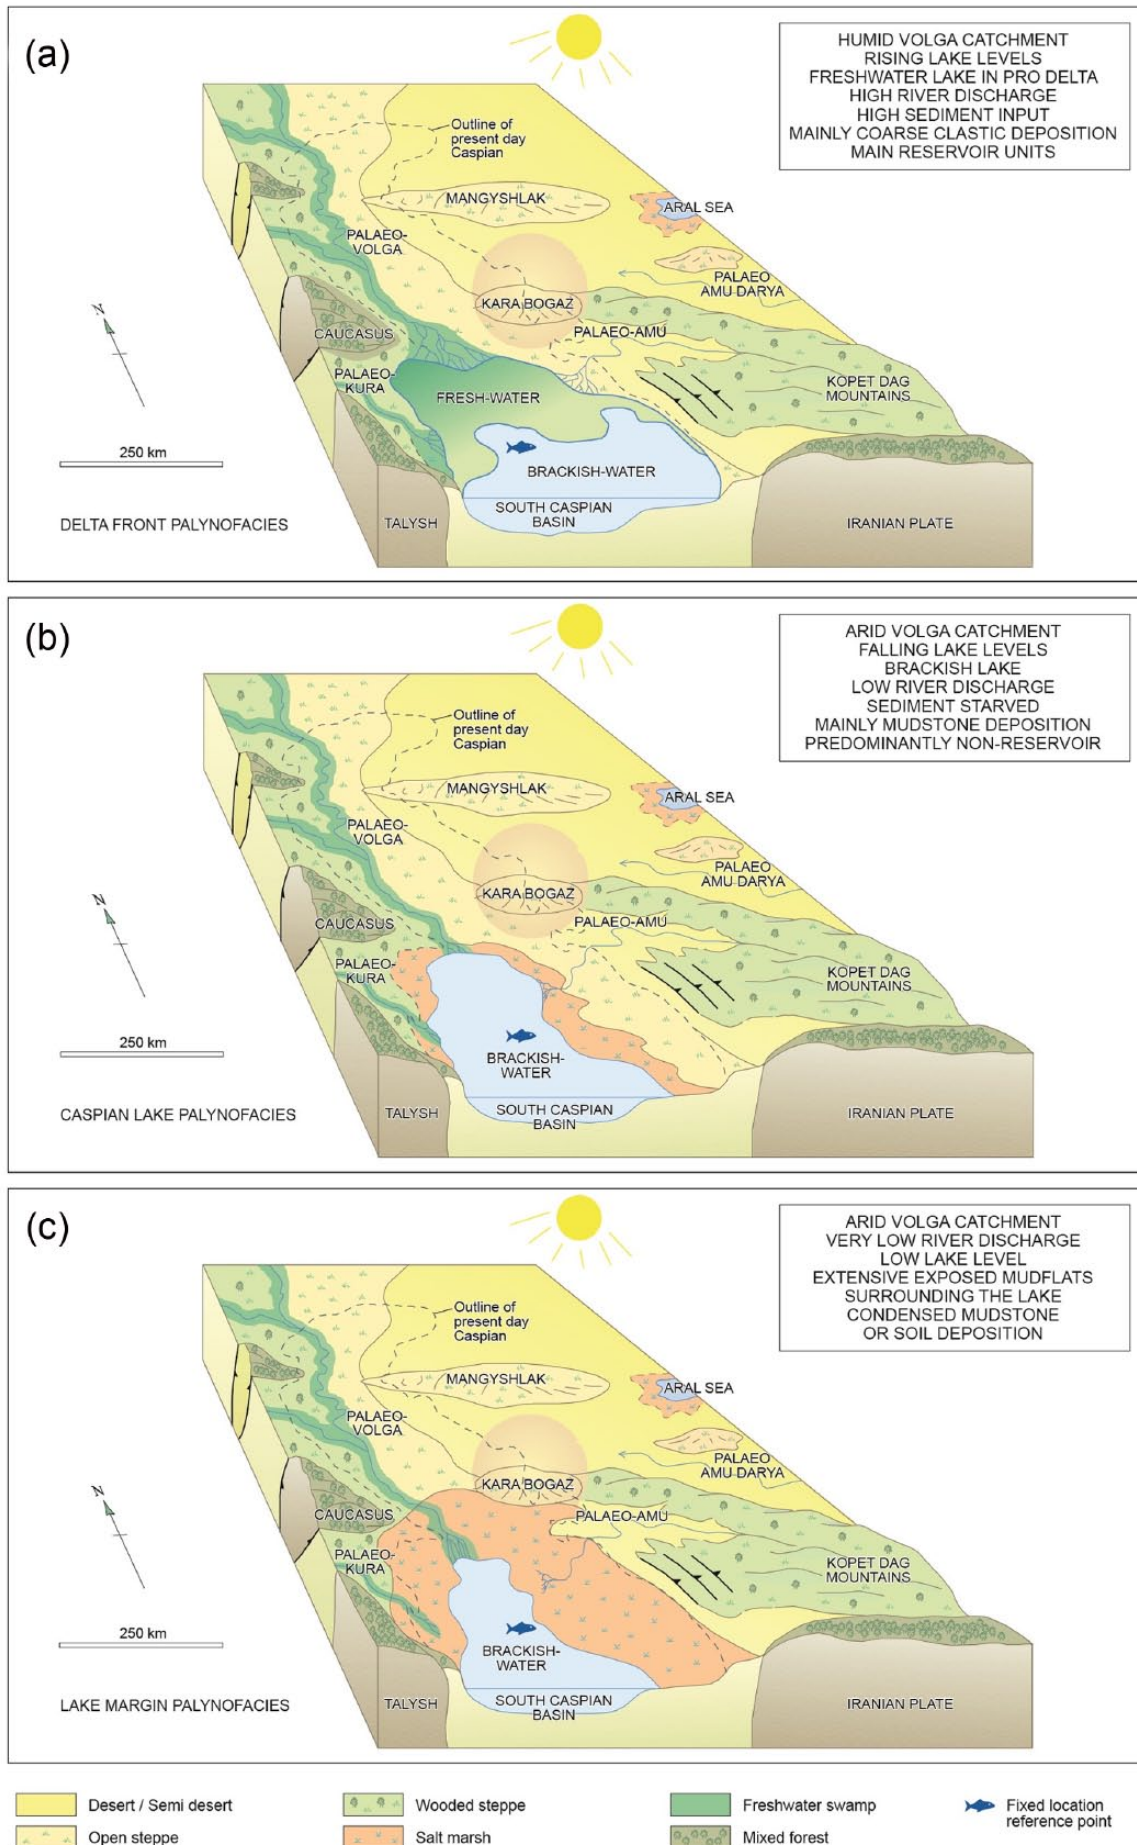 (a)
HUMID VOLGA CATCHMENT
RISING LAKE LEVELS
FRESHWATER LAKE IN PRO DELTA
HIGH RIVER DISCHARGE
HIGH SEDIMENT INPUT
MAINLY COARSE CLASTIC DEPOSITION
MAIN RESERVOIR UNITS
Outline of
present day
Caspian
MANGYSHLAK
ARAL SEA
PALAEO-
VOLGA
PALAEO
AMU DARYA
KARA BOGAZ
N
CAUCASUS
PALAEO-AMU
PALAEO-
KURA
KOPET DAG
MOUNTAINS
FRESH-WATER
250 km
BRACKISH-WATER
SOUTH CASPIAN
BASIN
DELTA FRONT PALYNOFACIES
TALYSH
IRANIAN PLATE
(b)
ARID VOLGA CATCHMENT
FALLING LAKE LEVELS
BRACKISH LAKE
LOW RIVER DISCHARGE
SEDIMENT STARVED
MAINLY MUDSTONE DEPOSITION
PREDOMINANTLY NON-RESERVOIR
Outline of
present day
Caspian
MANGYSHLAK
ARAL SEA
PALAEO-
VOLGA
PALAEO
AMU DARYA
KARA BOGAZ
N
CAUCASUS
PALAEO-AMU
PALAEO-
KURA
KOPET DAG
MOUNTAINS
250 km
BRACKISH-
WATER
SOUTH CASPIAN
BASIN
CASPIAN LAKE PALYNOFACIES
TALYSH
IRANIAN PLATE
(c)
ARID VOLGA CATCHMENT
VERY LOW RIVER DISCHARGE
LOW LAKE LEVEL
EXTENSIVE EXPOSED MUDFLATS
SURROUNDING THE LAKE
CONDENSED MUDSTONE
OR SOIL DEPOSITION
Outline of
present day
Caspian
MANGYSHLAK
ARAL SEA
PALAEO-
VOLGA
PALAEO
AMU DARYA
KARA BOGAZ
N
CAUCASUS
PALAEO-AMU
PALAEO-
KURA
KOPET DAG
MOUNTAINS
250 km
BRACKISH-
WATER
SOUTH CASPIAN
BASIN
LAKE MARGIN PALYNOFACIES
TALYSH
IRANIAN PLATE
Desert / Semi desert
Wooded steppe
Freshwater swamp
Fixed location
reference point
Open steppe
Salt marsh
Mixed forest